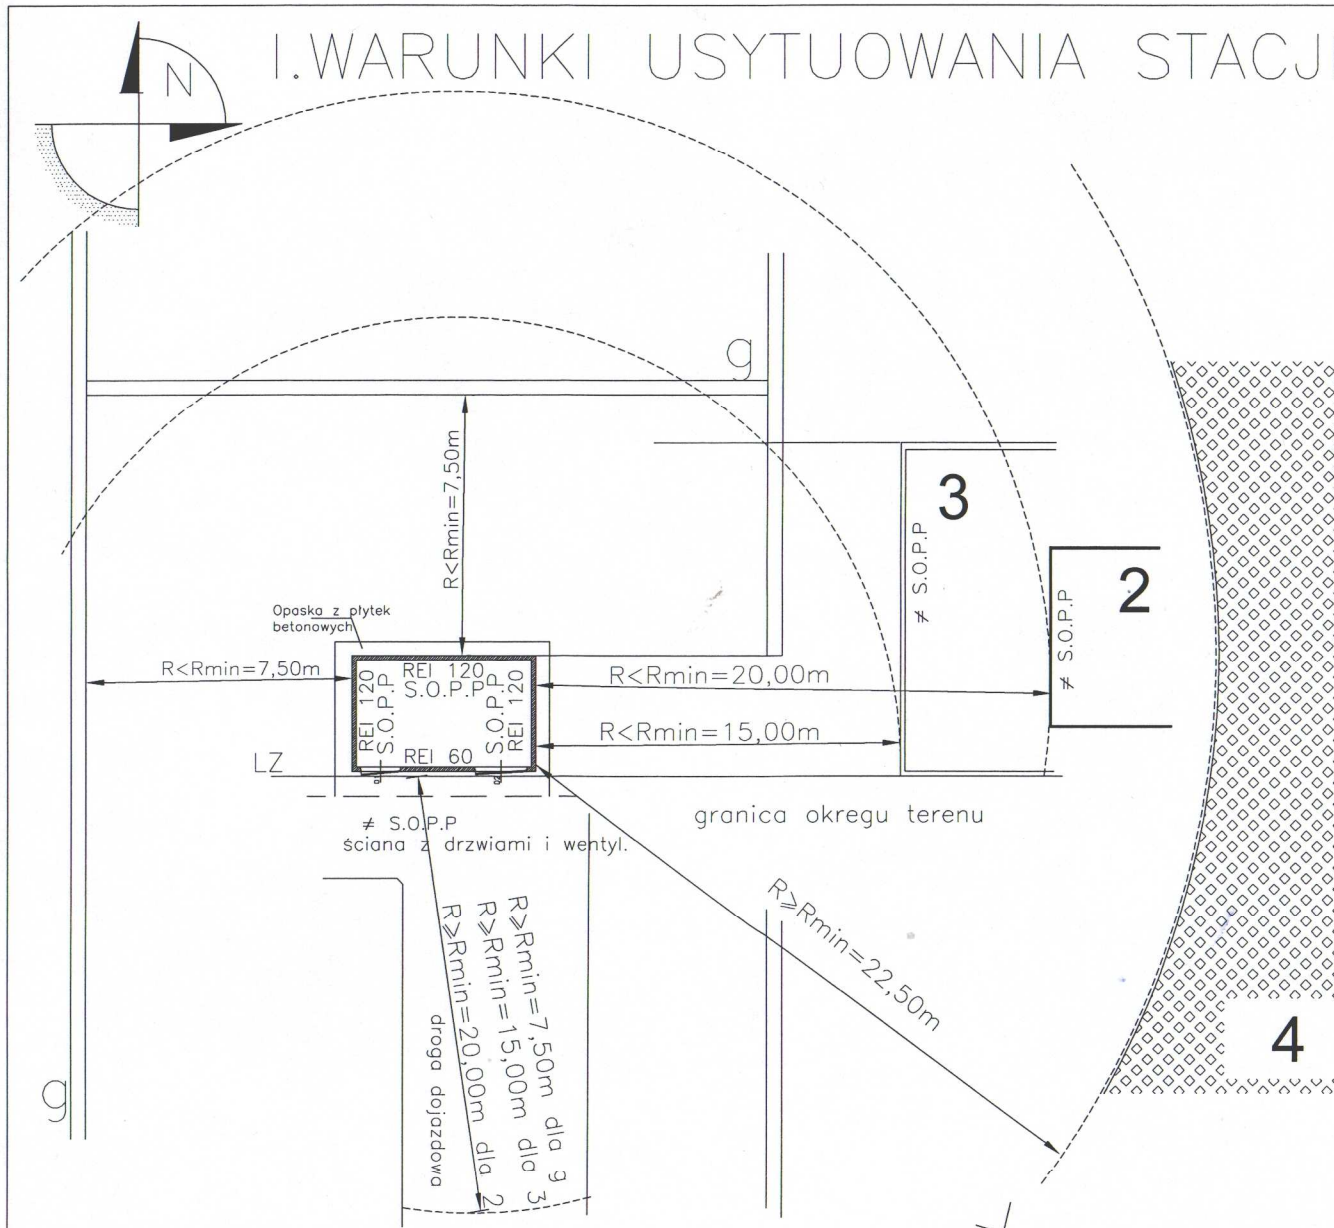 I.WARUNKI USYTUOWANIA STACJI
N
g
R<Rmin=7,50m
3
≠ S.O.P.P
2
≠ S.O.P.P
Opaska z płytek
betonowych
R<Rmin=7,50m
REI 120
S.O.P.P
REI 120
S.O.P.P
S.O.P.P
REI 120
REI 60
R<Rmin=20,00m
R<Rmin=15,00m
LZ
granica okręgu terenu
≠ S.O.P.P
ściana z drzwiami i wentyl.
R≥Rmin=7,50m dla g
R≥Rmin=15,00m dla 3
R≥Rmin=20,00m dla 2
droga dojazdowa
R≥Rmin=22,50m
4
g